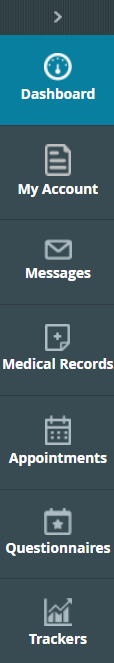 Dashboard
My Account
Messages
Medical Records
Appointments
Questionnaires
Trackers